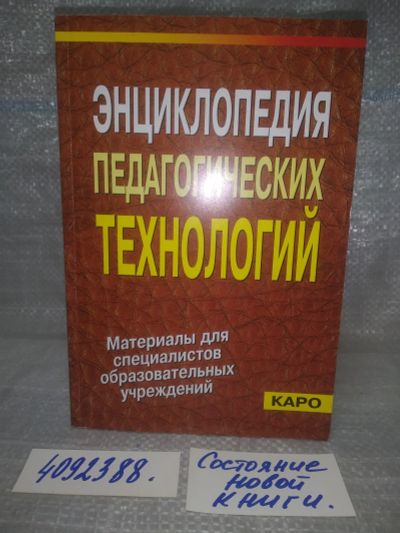 ЭНЦИКЛОПЕДИЯ
ПЕДАГОГИЧЕСКИХ
ТЕХНОЛОГИЙ
Материалы для
специалистов
образовательных
учреждений
КАРО
4092388.
Состояние
новой
книги.